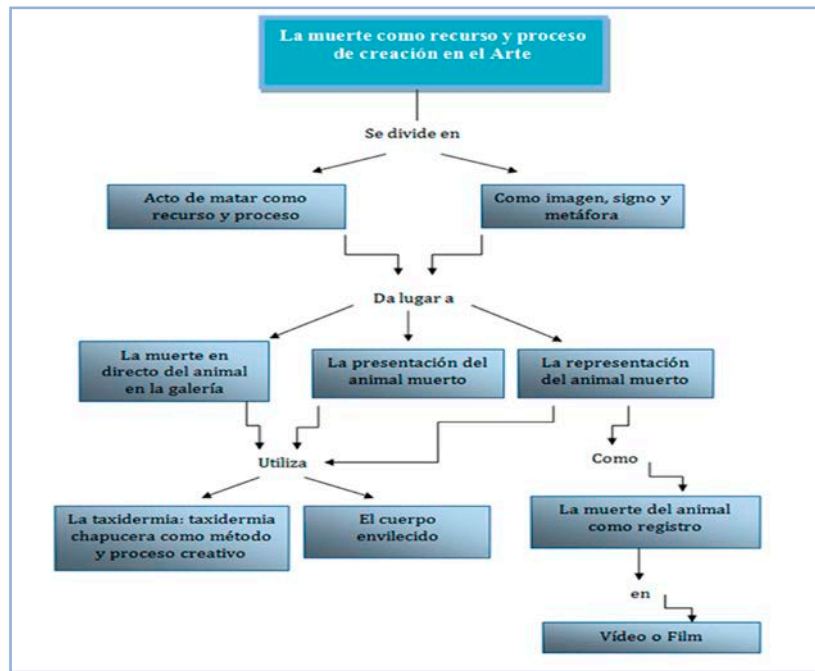 La muerte como recurso y proceso
de creación en el Arte
Se divide en
Acto de matar como
recurso y proceso
Como imagen, signo y
metáfora
Da lugar a
La muerte en
directo del animal
en la galería
La presentación del
animal muerto
La representación
del animal muerto
Utiliza
Como
La taxidermia: taxidermia
chapucera como método
y proceso creativo
El cuerpo
envilecido
La muerte del animal
como registro
en
Vídeo o Film